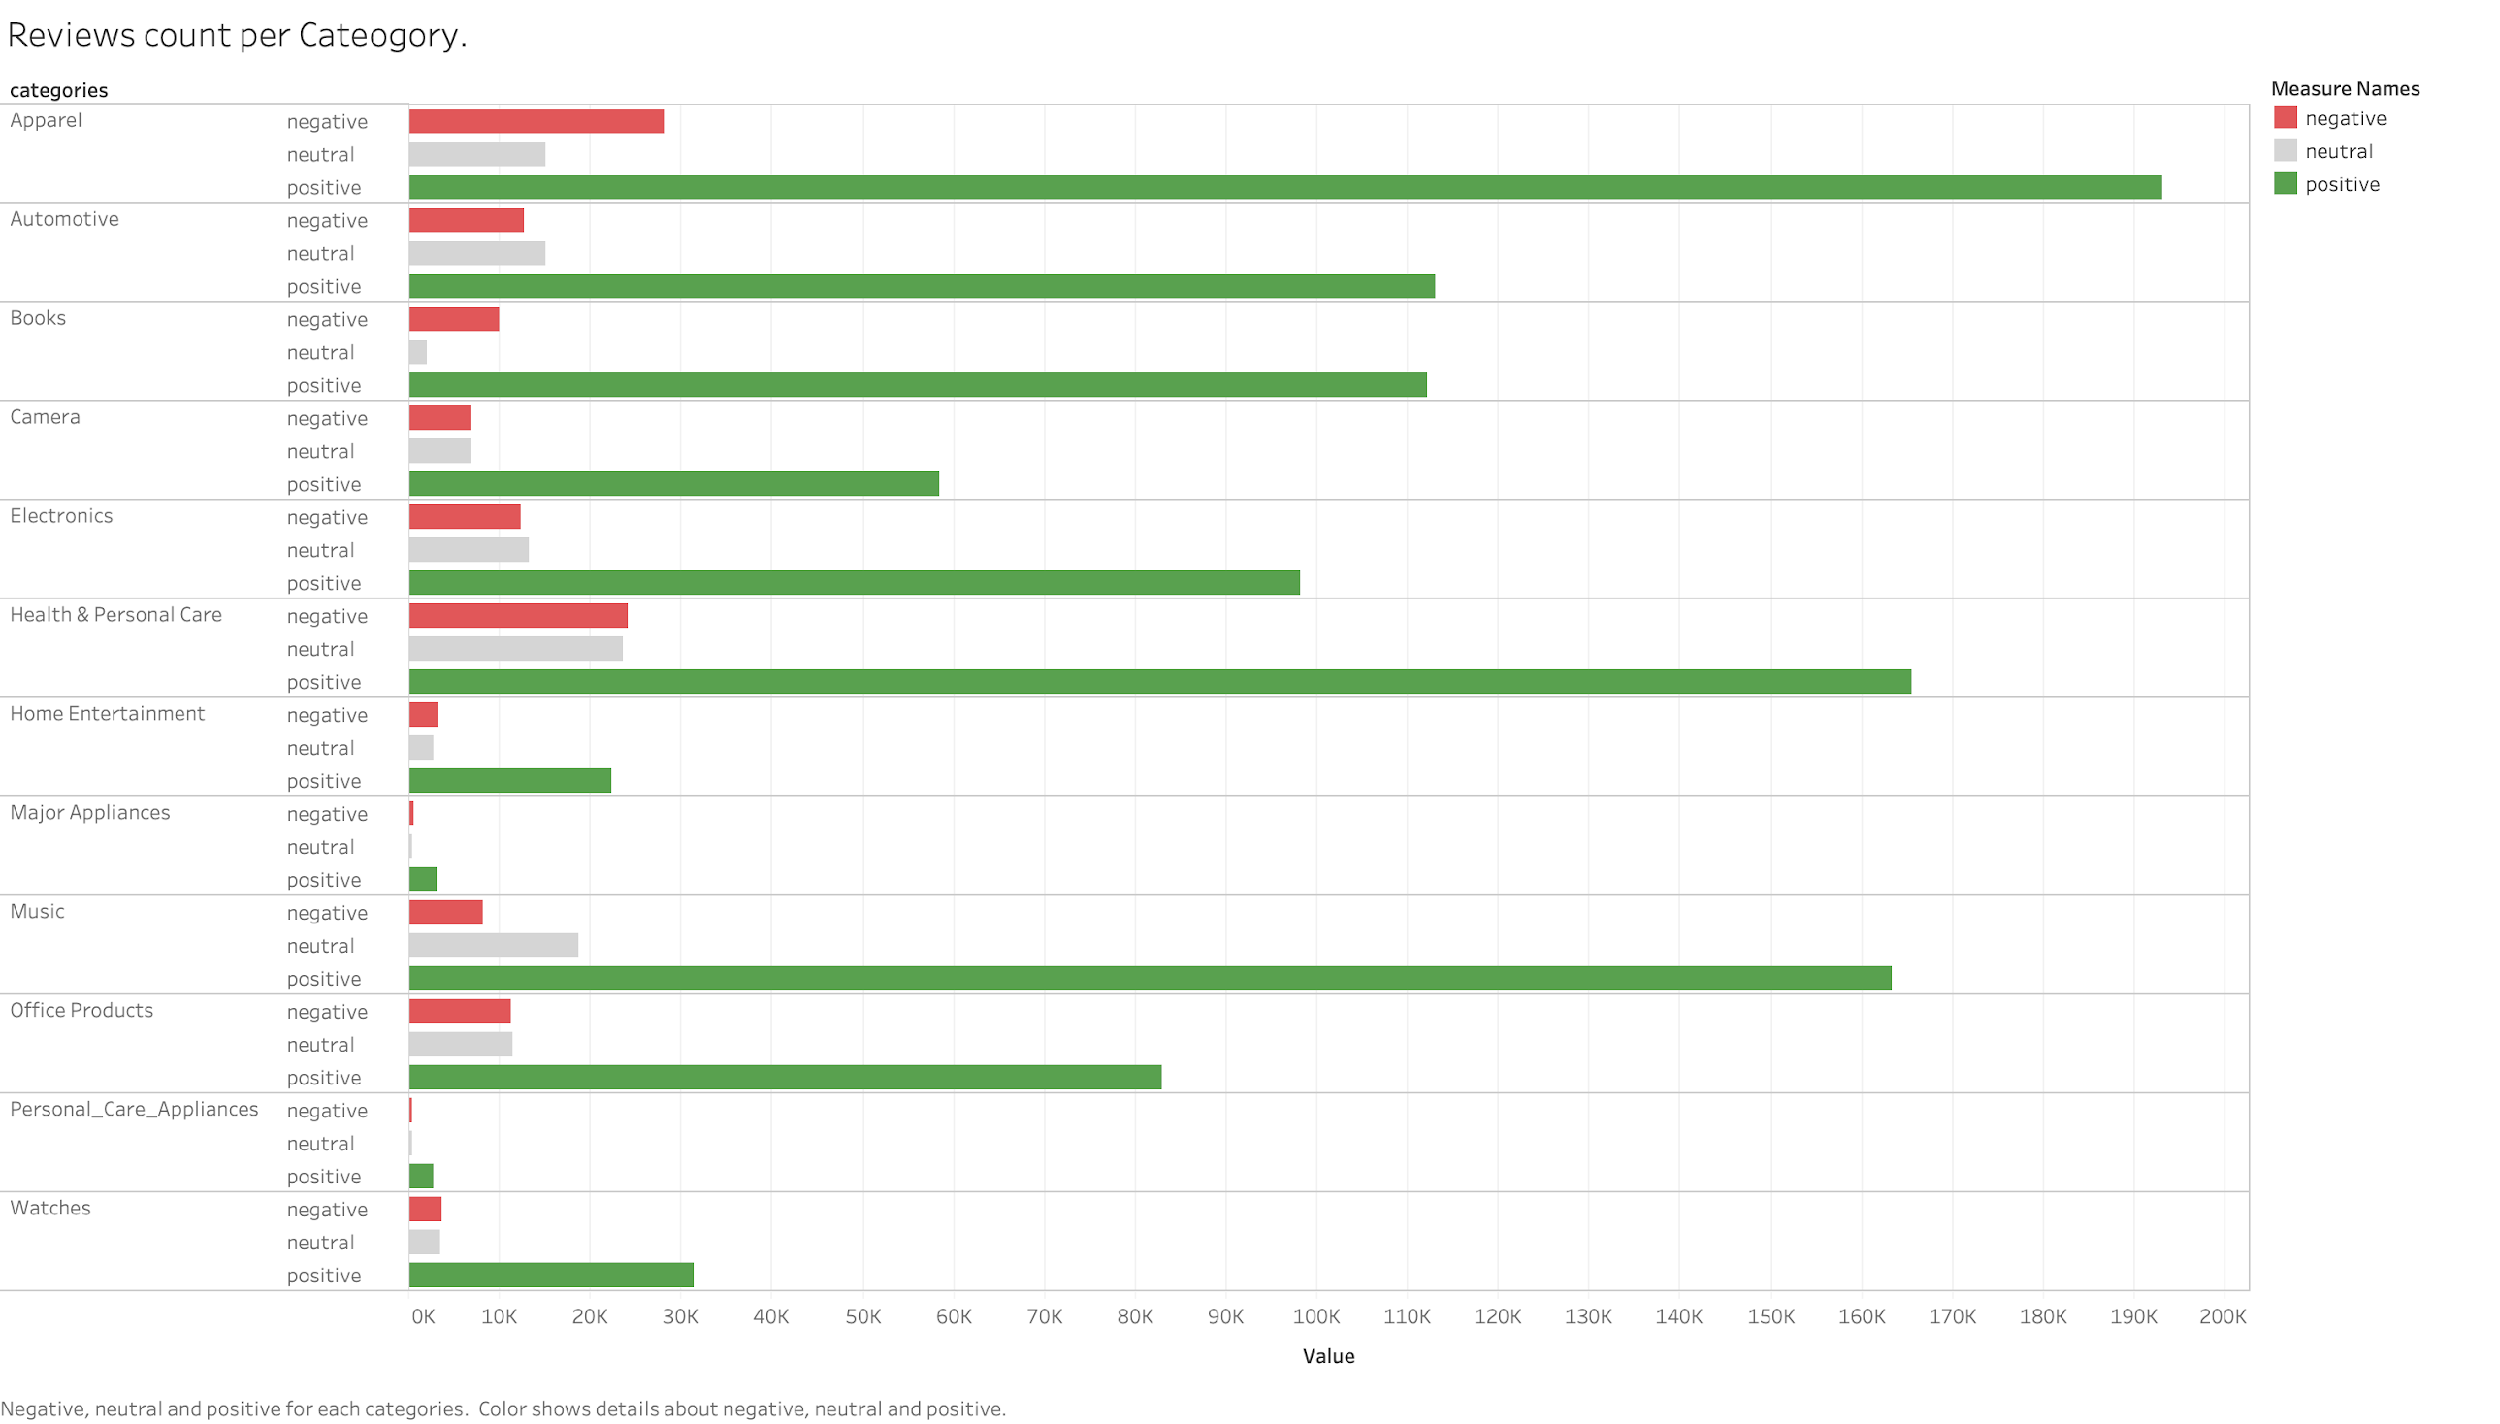 Reviews count per Cateogory.
categories
Measure Names
negative
neutral
positive
Apparel negative
neutral
positive
Automotive negative
neutral
positive
Books negative
neutral
positive
Camera negative
neutral
positive
Electronics negative
neutral
positive
Health & Personal Care negative
neutral
positive
Home Entertainment negative
neutral
positive
Major Appliances negative
neutral
positive
Music negative
neutral
positive
Office Products negative
neutral
positive
Personal_Care_Appliances negative
neutral
positive
Watches negative
neutral
positive
0K 10K 20K 30K 40K 50K 60K 70K 80K 90K 100K 110K 120K 130K 140K 150K 160K 170K 180K 190K 200K
Value
Negative, neutral and positive for each categories. Color shows details about negative, neutral and positive.